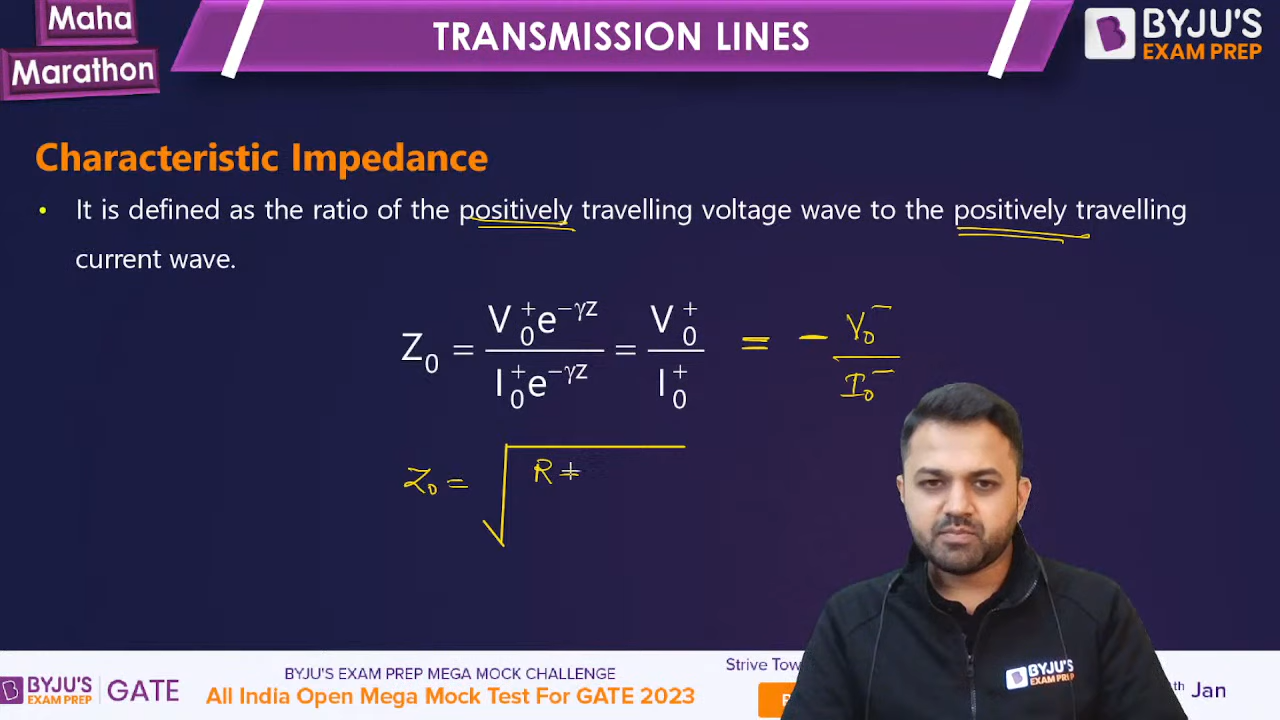 Maha
Marathon
TRANSMISSION LINES
BYJU'S
EXAM PREP
Characteristic Impedance
• It is defined as the ratio of the positively travelling voltage wave to the positively travelling
current wave.
Z₀ = V₀⁺e^−γz / I₀⁺e^−γz = V₀⁺ / I₀⁺ = − V₀⁻ / I₀⁻
Z₀ = √ R +
BYJU'S
EXAM PREP
BYJU'S EXAM PREP MEGA MOCK CHALLENGE
Strive Tow
BYJU'S
EXAM PREP
GATE
All India Open Mega Mock Test For GATE 2023
th Jan